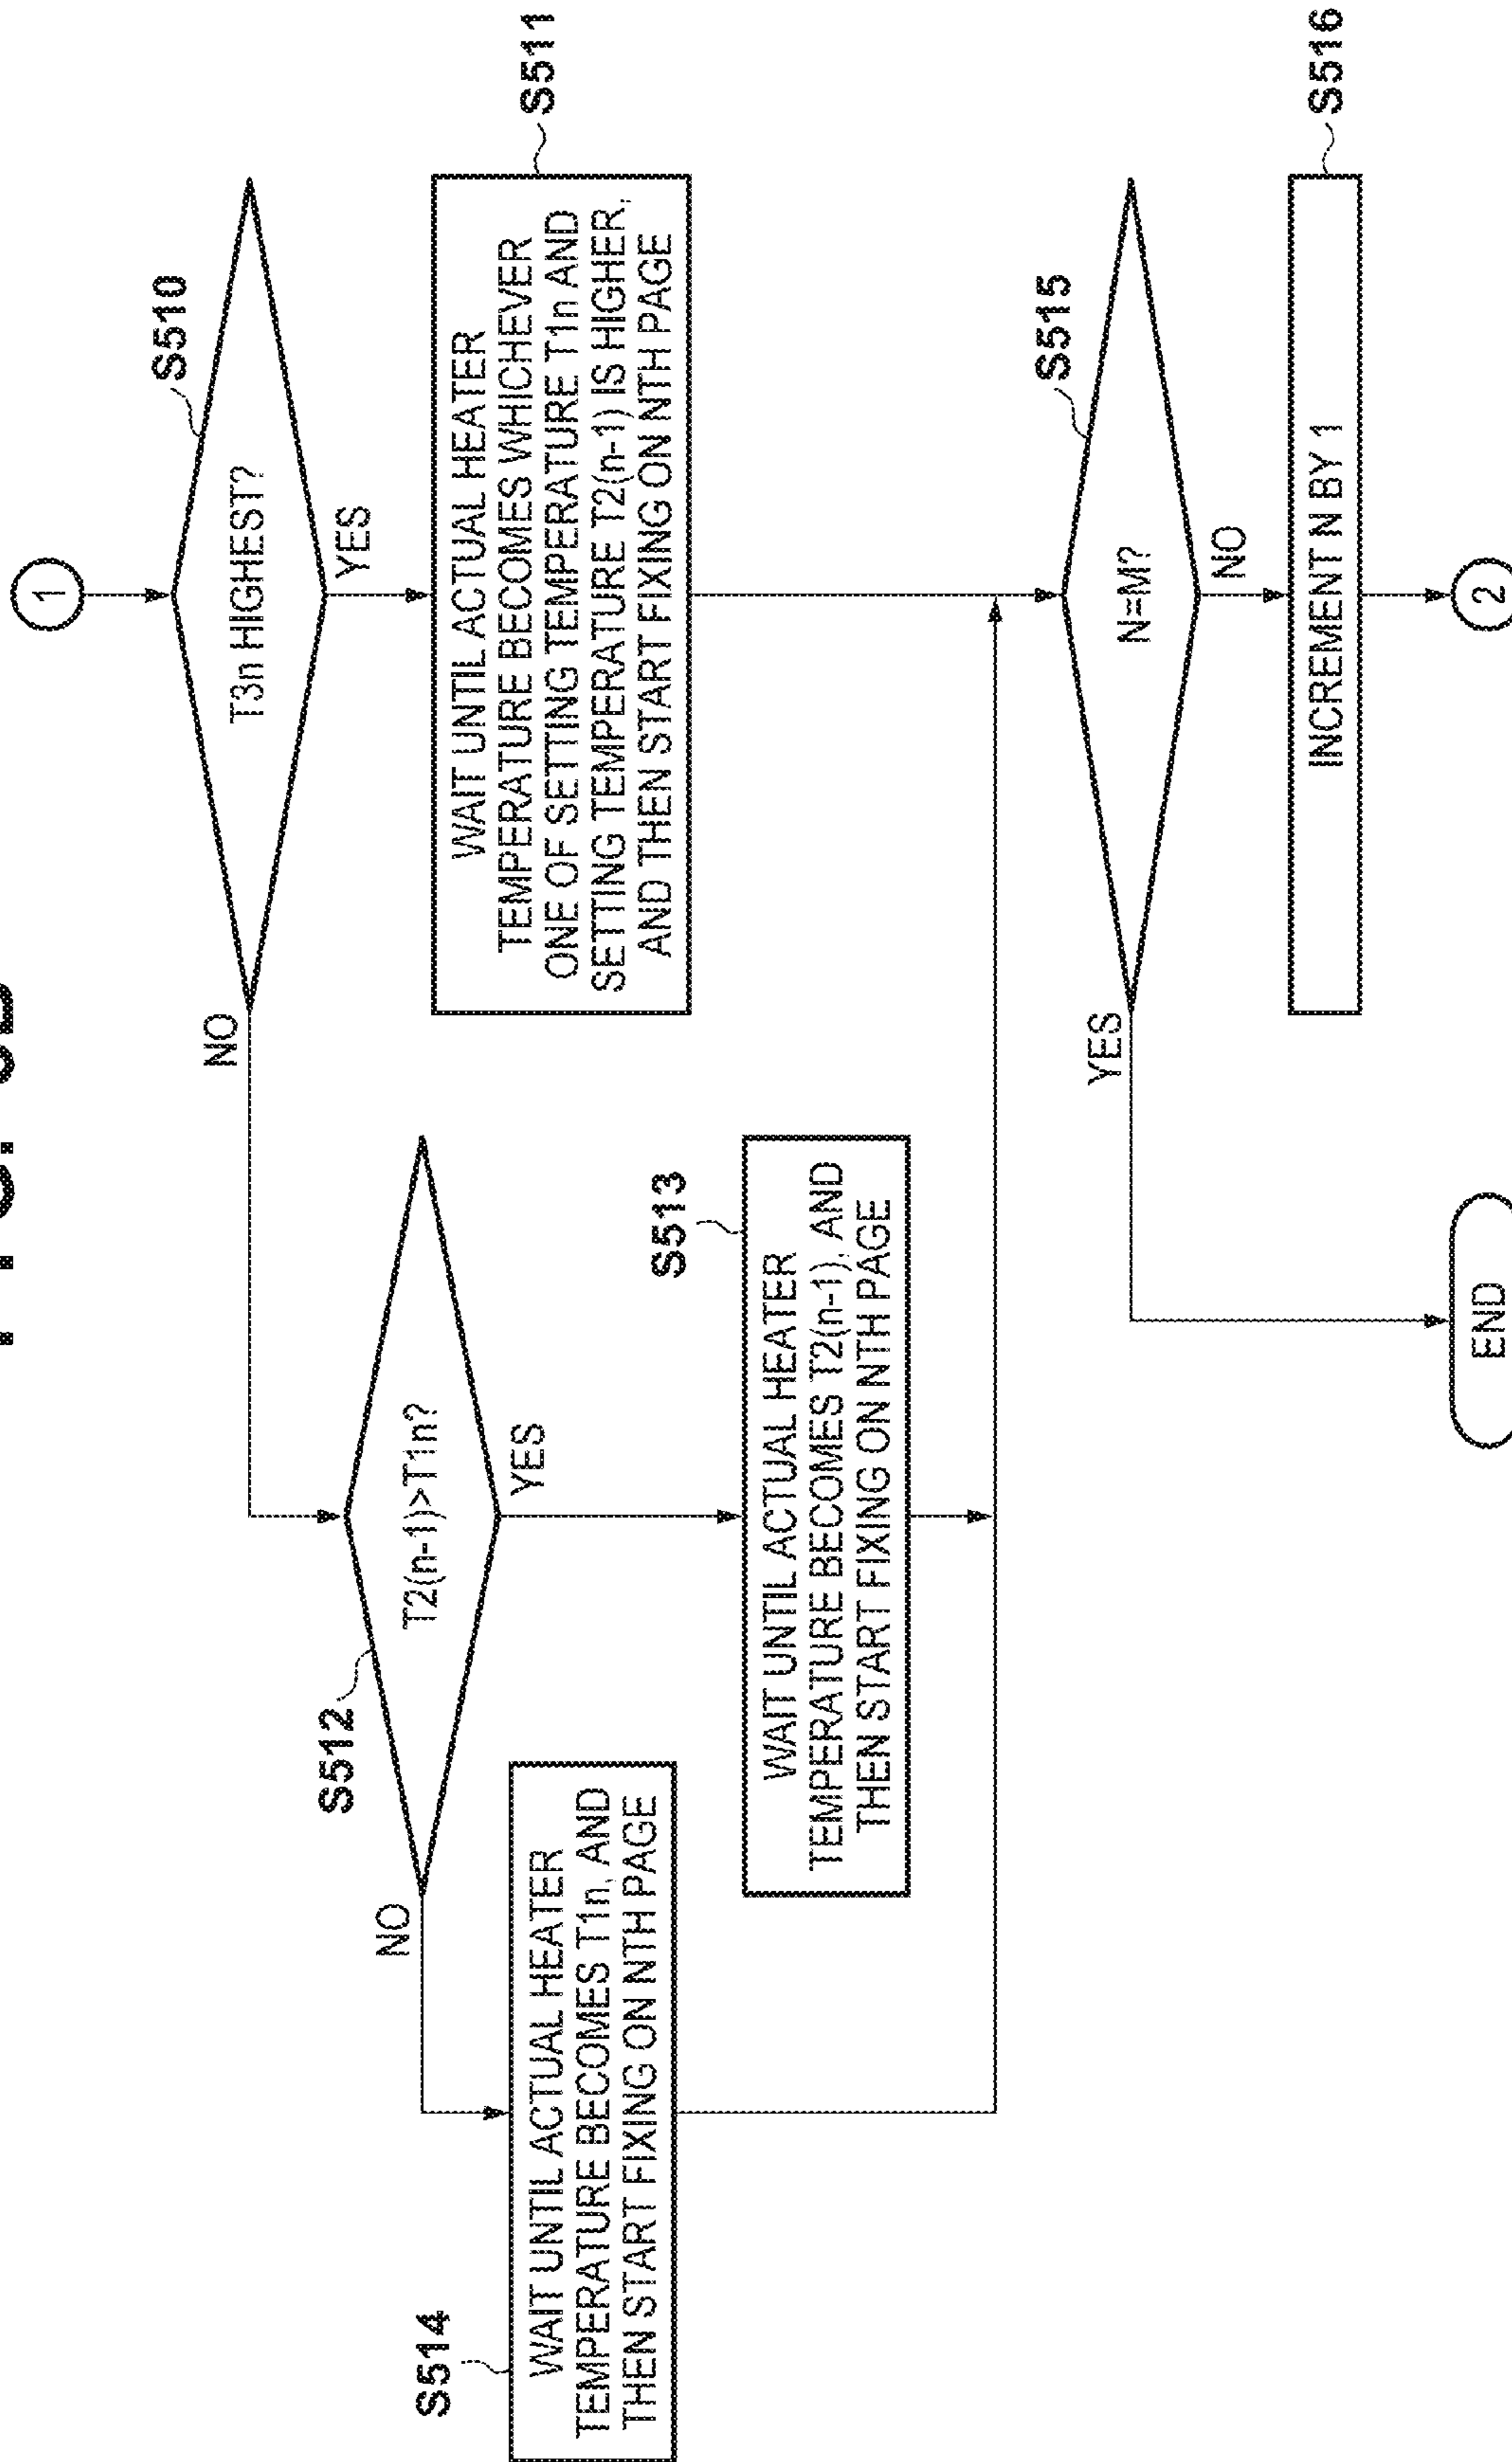 1
S510
T3n HIGHEST?
YES
NO
S511
WAIT UNTIL ACTUAL HEATER
TEMPERATURE BECOMES WHICHEVER
ONE OF SETTING TEMPERATURE T1n AND
SETTING TEMPERATURE T2(n-1) IS HIGHER,
AND THEN START FIXING ON NTH PAGE
S512
T2(n-1)>T1n?
YES
NO
S514
WAIT UNTIL ACTUAL HEATER
TEMPERATURE BECOMES T1n, AND
THEN START FIXING ON NTH PAGE
S513
WAIT UNTIL ACTUAL HEATER
TEMPERATURE BECOMES T2(n-1), AND
THEN START FIXING ON NTH PAGE
S515
N=M?
YES
NO
S516
INCREMENT N BY 1
END
2